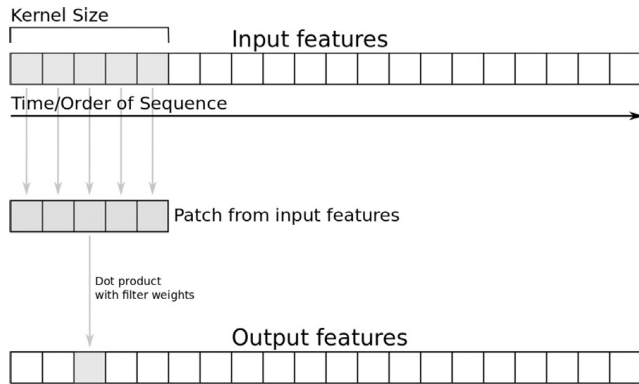 Kernel Size
Input features
Time/Order of Sequence
Patch from input features
Dot product
with filter weights
Output features